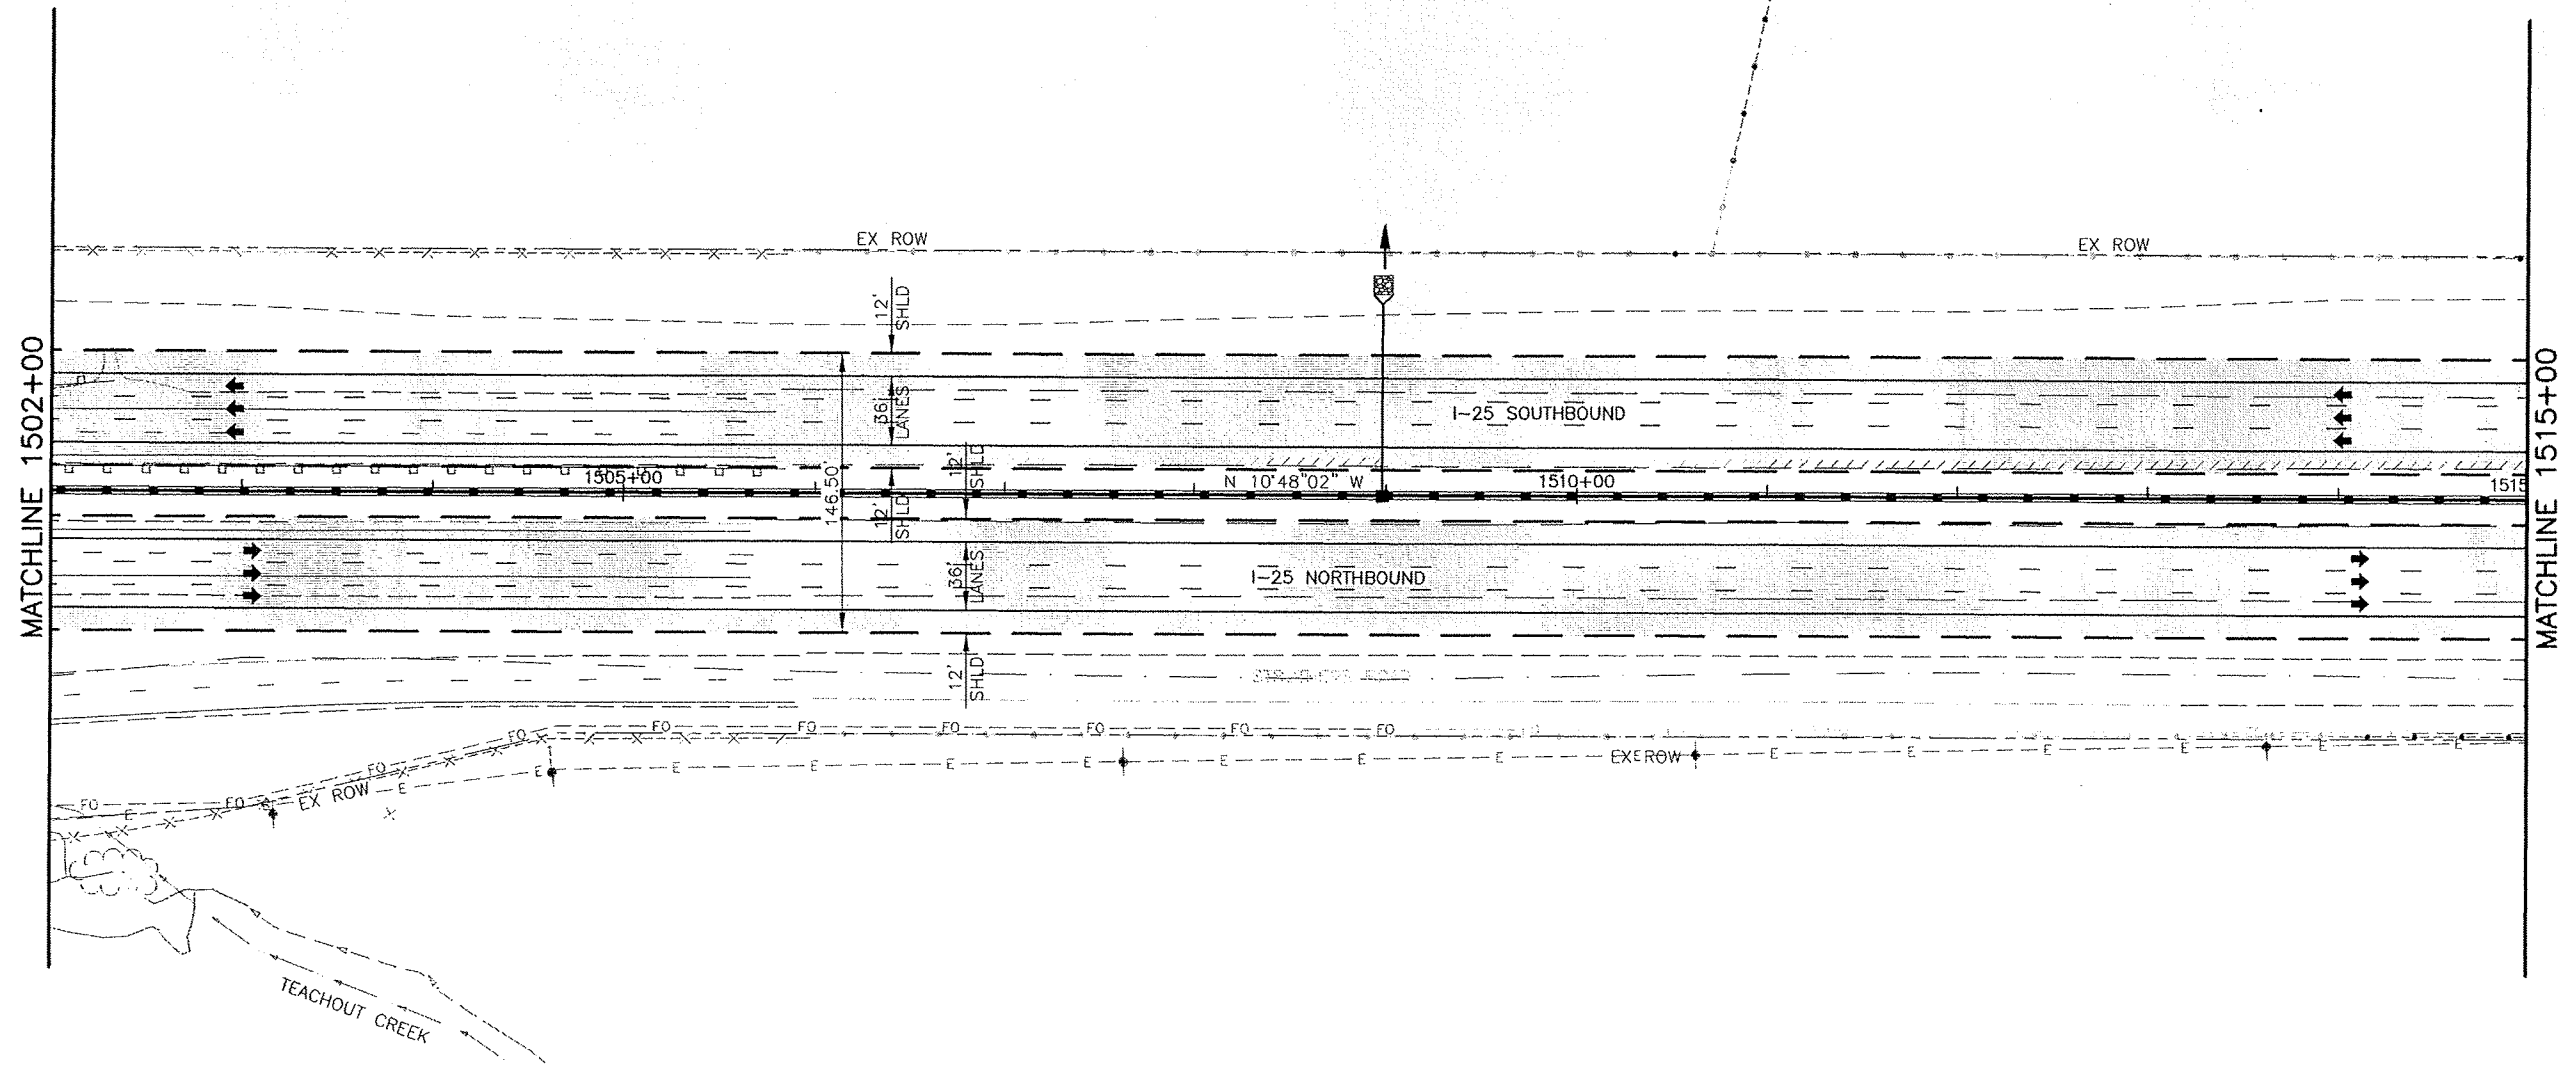 MATCHLINE 1502+00
EX ROW
EX ROW
12'
SHLD
36'
LANES
I-25 SOUTHBOUND
MATCHLINE 1515+00
12'
SHLD
1505+00
N 10°48'02" W
1510+00
1515
146.50'
12'
SHLD
36'
LANES
I-25 NORTHBOUND
12'
SHLD
FO
FO
FO
FO
FO
FO
FO
E
E
E
E
E
E
E
E
EX ROW
E
E
E
E
E
E
E
FO
FO
FO
E
EX ROW
E
TEACHOUT CREEK